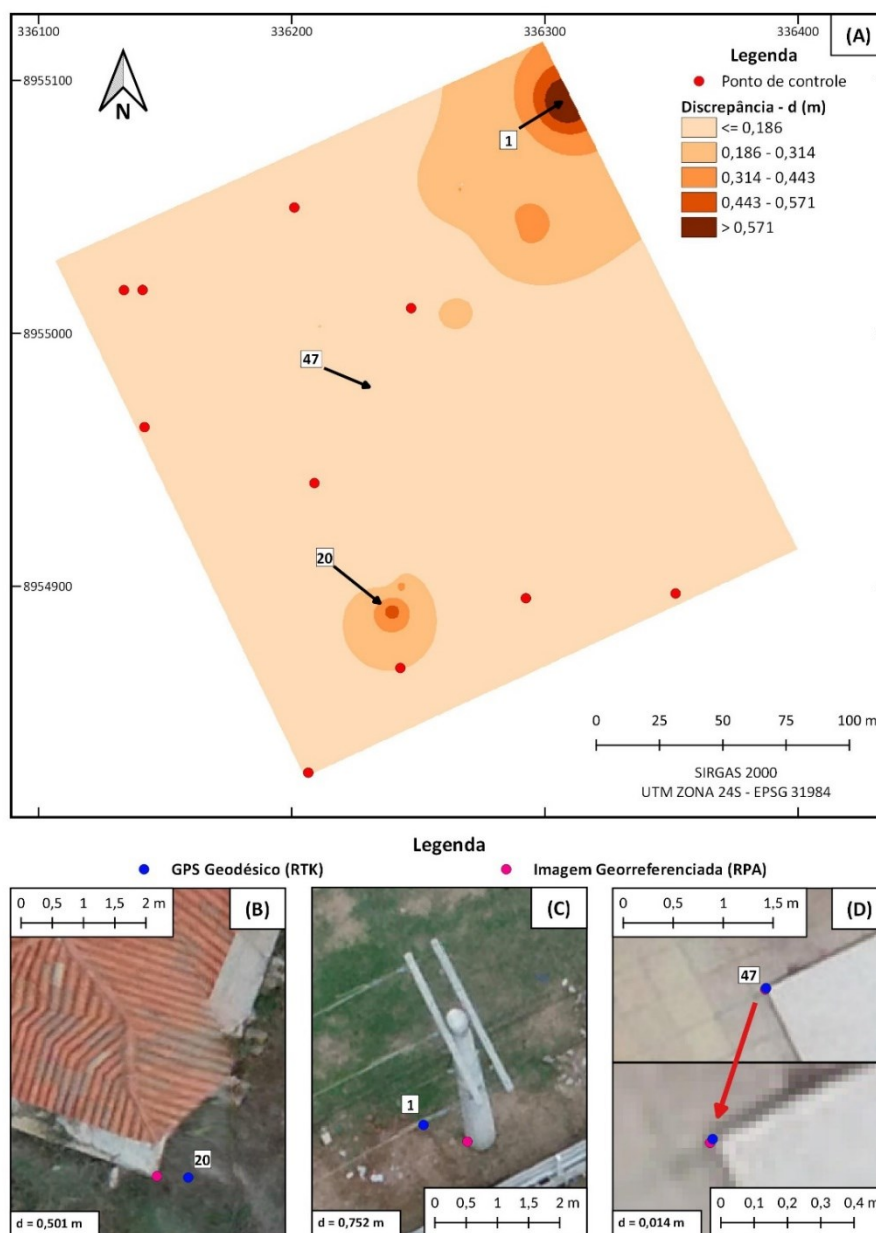 336100
336200
336300
336400
(A)
Legenda
Ponto de controle
Discrepância - d (m)
<= 0,186
0,186 - 0,314
0,314 - 0,443
0,443 - 0,571
> 0,571
N
8955100
1
8955000
47
20
8954900
0 25 50 75 100 m
SIRGAS 2000
UTM ZONA 24S - EPSG 31984
8954800
Legenda
GPS Geodésico (RTK)
Imagem Georreferenciada (RPA)
0 0,5 1 1,5 2 m
(B)
20
d = 0,501 m
(C)
1
0 0,5 1 1,5 2 m
d = 0,752 m
0 0,5 1 1,5 m
(D)
47
0 0,1 0,2 0,3 0,4 m
d = 0,014 m